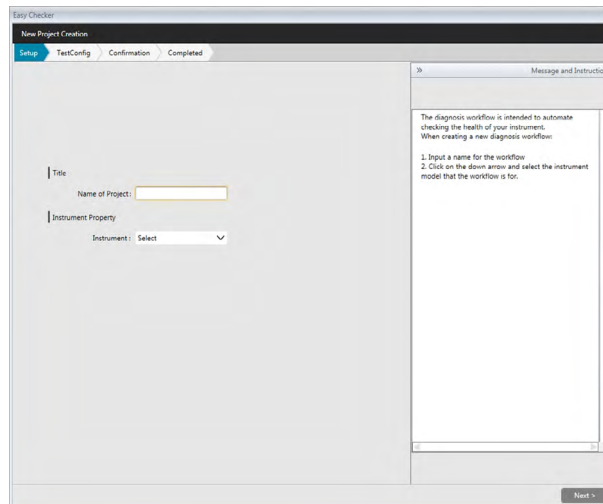 Easy Checker
New Project Creation
Setup
TestConfig
Confirmation
Completed
»
Message and Instructio
Title
Name of Project:
Instrument Property
Instrument : Select
The diagnosis workflow is intended to automate
checking the health of your instrument.
When creating a new diagnosis workflow:
1. Input a name for the workflow
2. Click on the down arrow and select the instrument
model that the workflow is for.
Next >